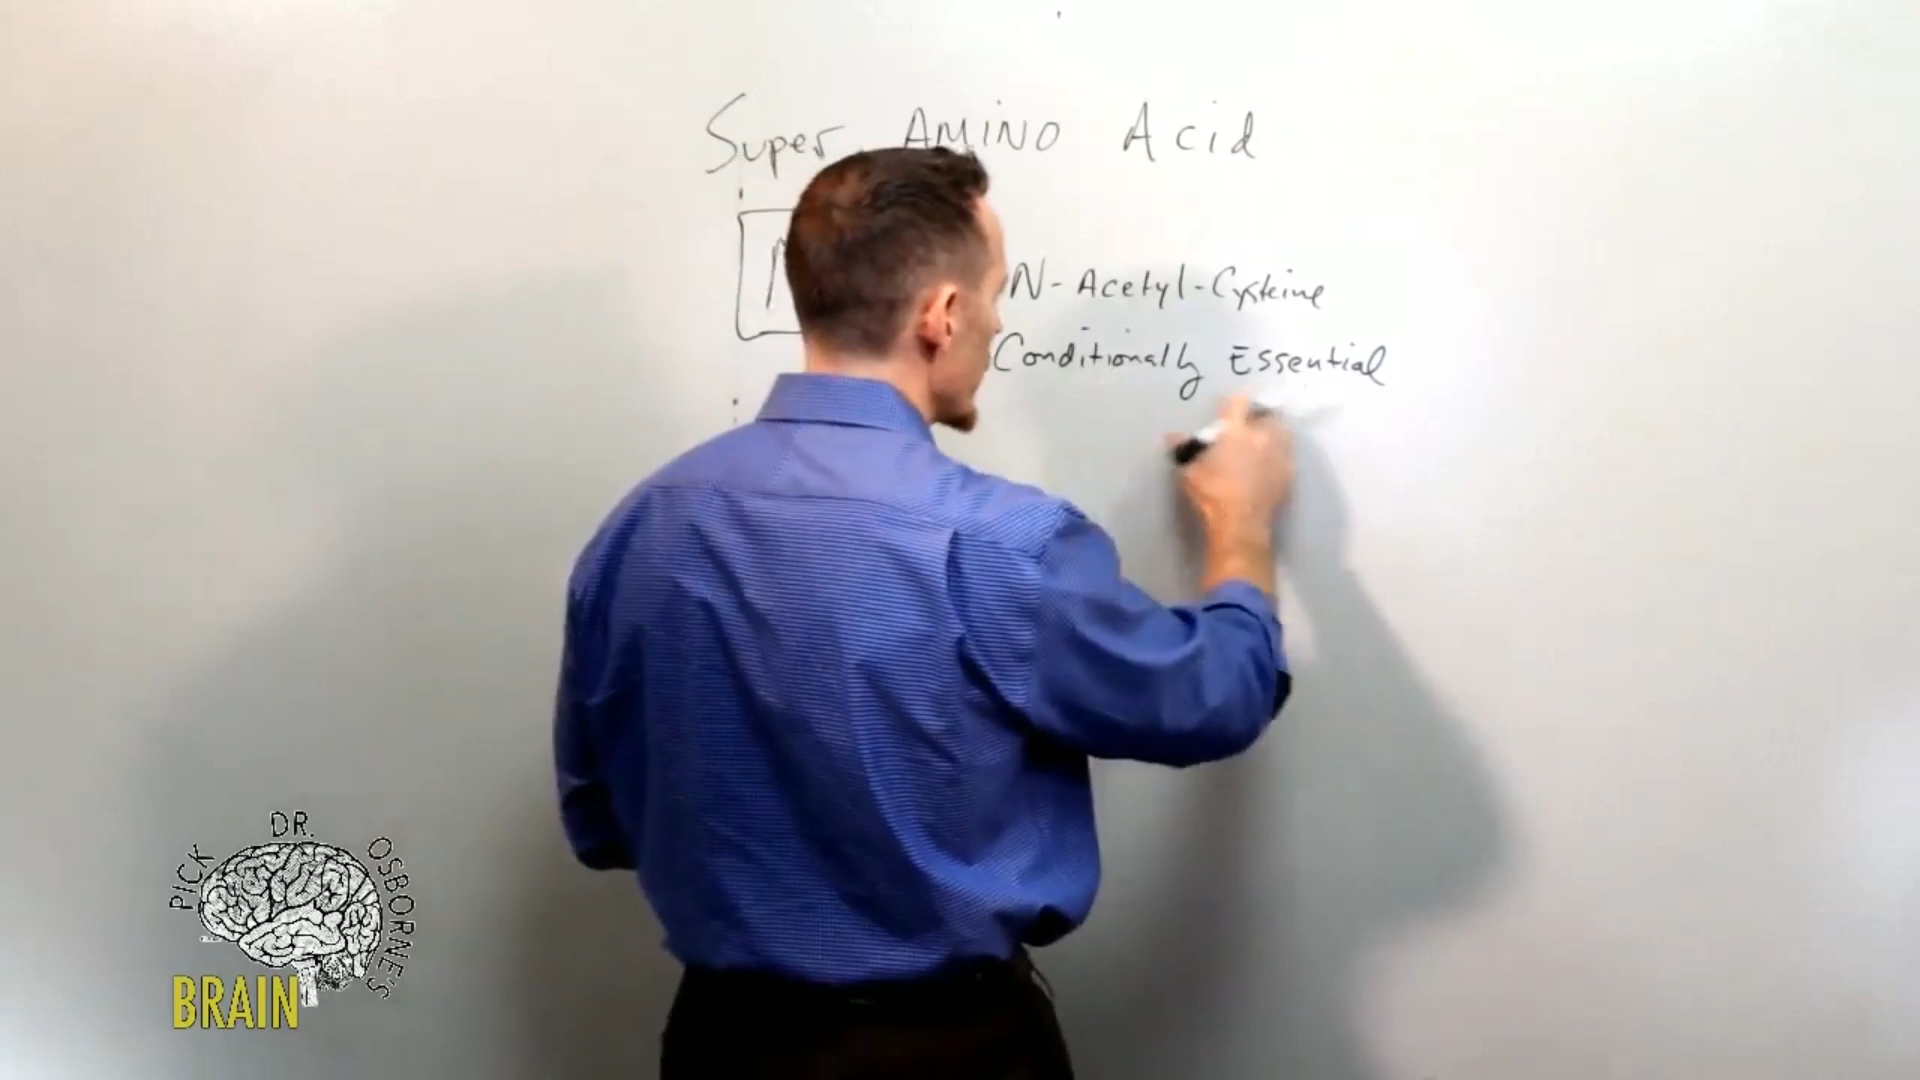 Super AMINO Acid
N-Acetyl-Cysteine
Conditionally Essential
PICK DR. OSBORNE'S
BRAIN